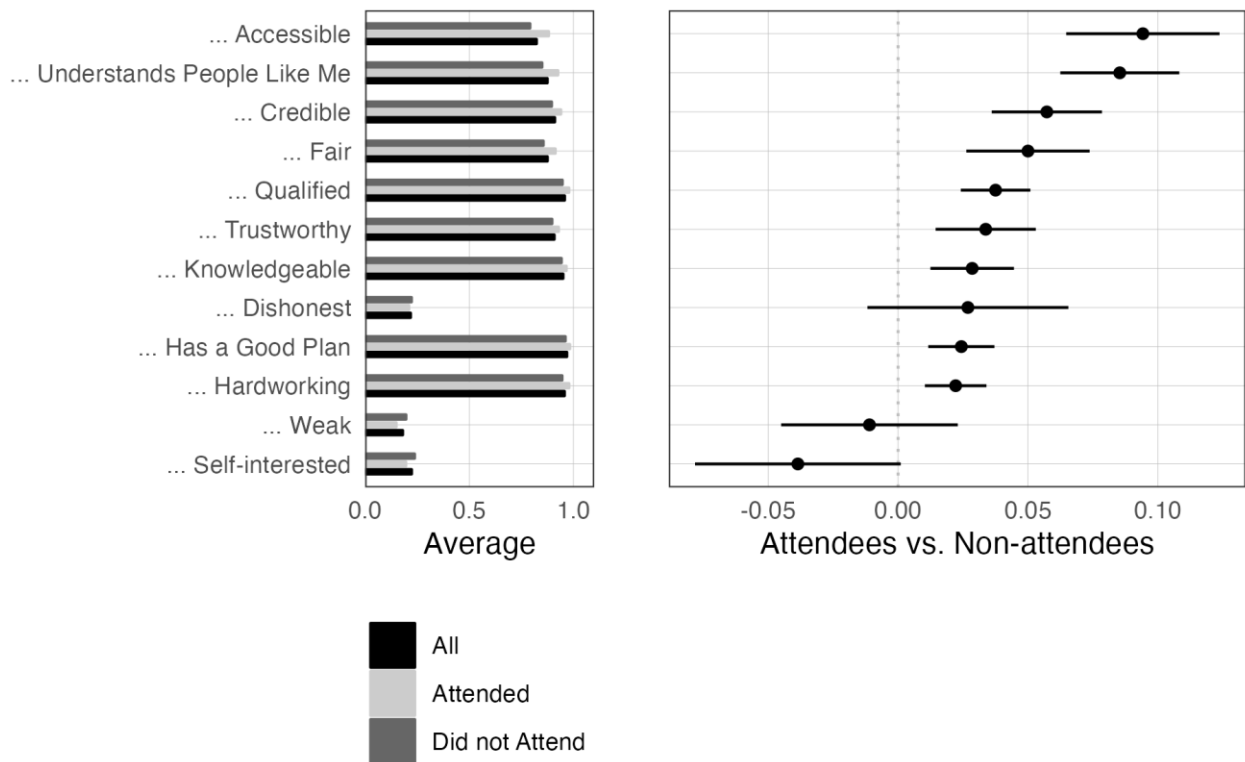 ... Accessible
... Understands People Like Me
... Credible
... Fair
... Qualified
... Trustworthy
... Knowledgeable
... Dishonest
... Has a Good Plan
... Hardworking
... Weak
... Self-interested
0.0 0.5 1.0
Average
-0.05 0.00 0.05 0.10
Attendees vs. Non-attendees
All
Attended
Did not Attend